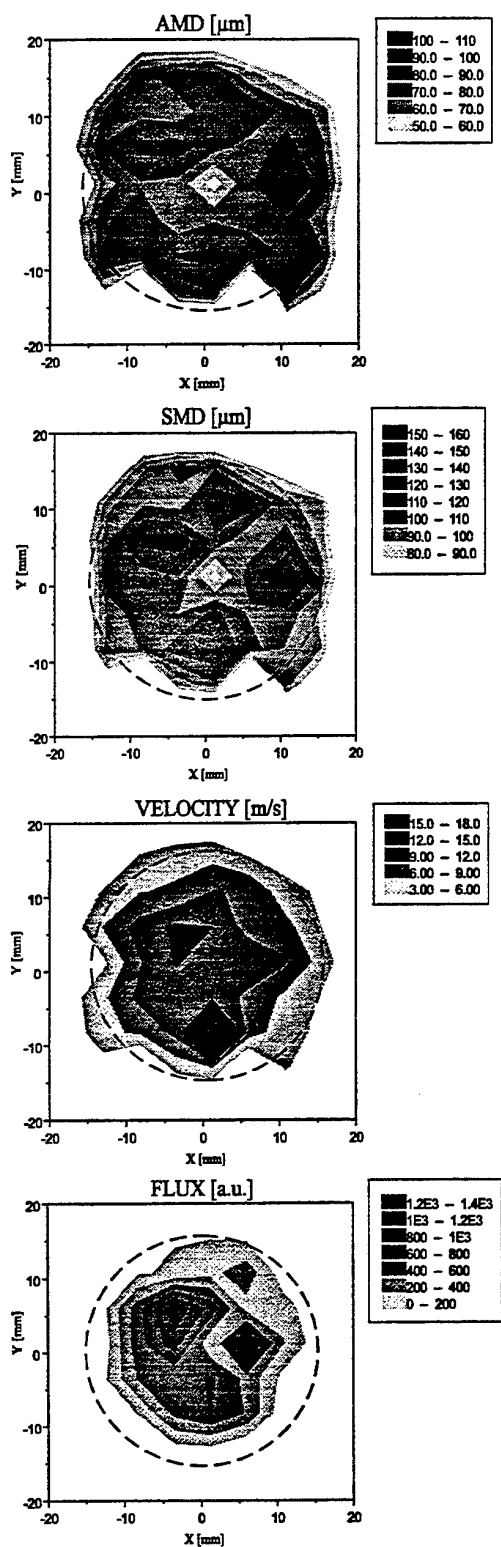 AMD [µm]
100 – 110
90.0 – 100
80.0 – 90.0
70.0 – 80.0
60.0 – 70.0
50.0 – 60.0
20
10
0
-10
-20
Y [mm]
-20 -10 0 10 20
X [mm]
SMD [µm]
150 – 160
140 – 150
130 – 140
120 – 130
110 – 120
100 – 110
90.0 – 100
80.0 – 90.0
20
10
0
-10
-20
Y [mm]
-20 -10 0 10 20
X [mm]
VELOCITY [m/s]
15.0 – 18.0
12.0 – 15.0
9.00 – 12.0
6.00 – 9.00
3.00 – 6.00
20
10
0
-10
-20
Y [mm]
-20 -10 0 10 20
X [mm]
FLUX [a.u.]
1.2E3 – 1.4E3
1E3 – 1.2E3
800 – 1E3
600 – 800
400 – 600
200 – 400
0 – 200
20
10
0
-10
-20
Y [mm]
-20 -10 0 10 20
X [mm]